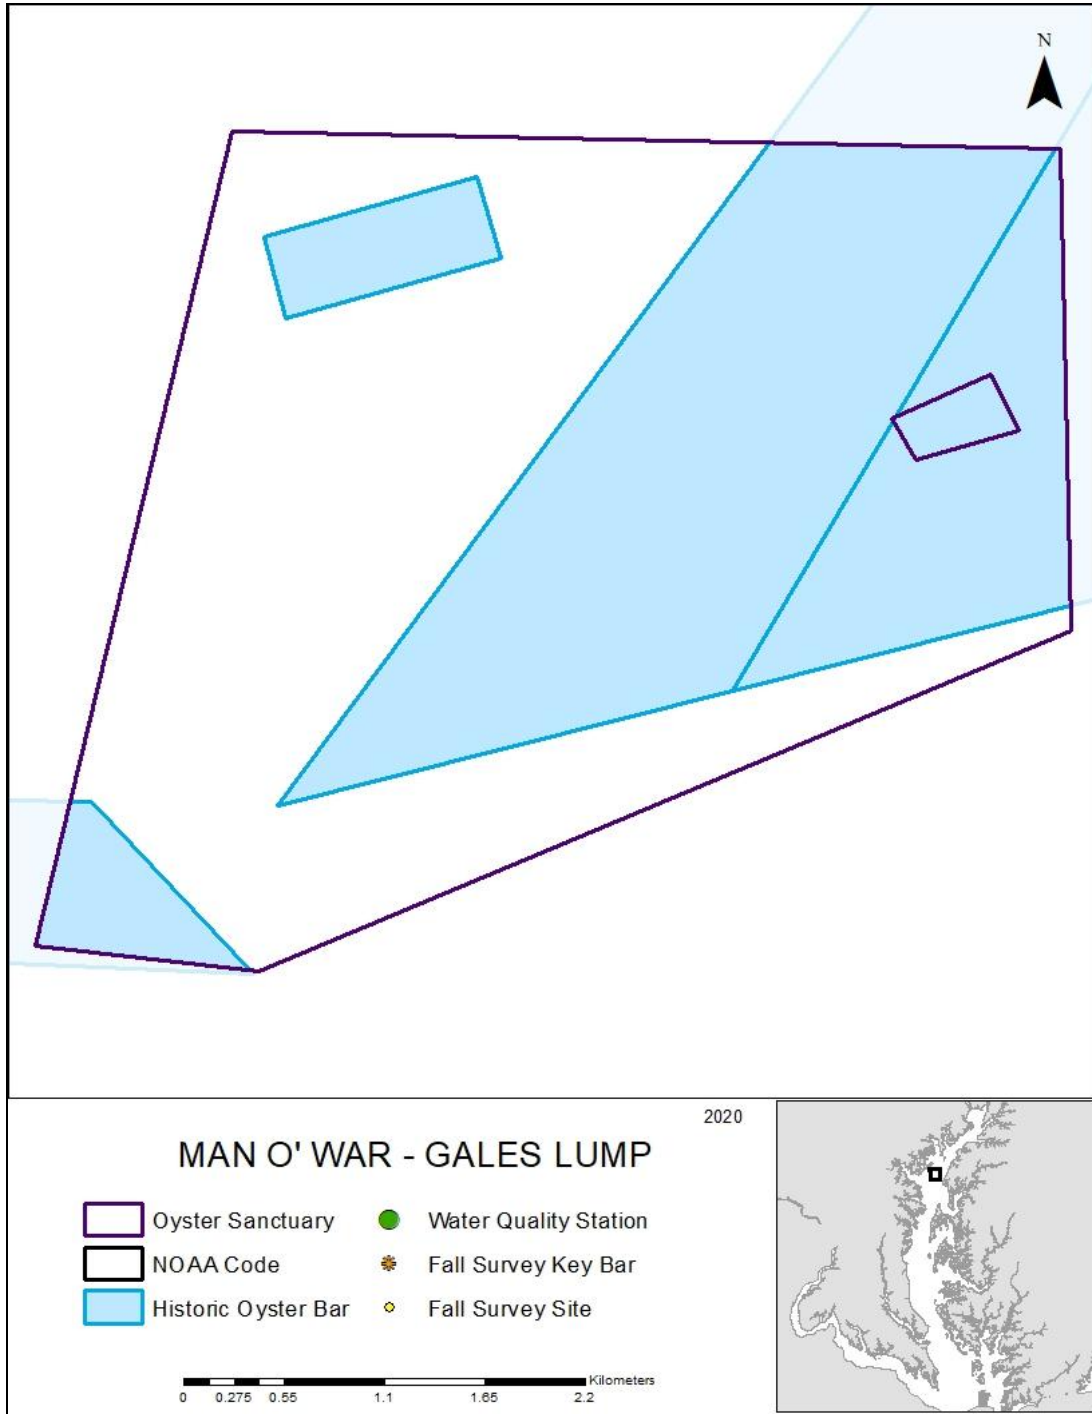 N
2020
MAN O' WAR - GALES LUMP
Oyster Sanctuary
Water Quality Station
NOAA Code
Fall Survey Key Bar
Historic Oyster Bar
Fall Survey Site
Kilometers
0 0.275 0.55 1.1 1.65 2.2